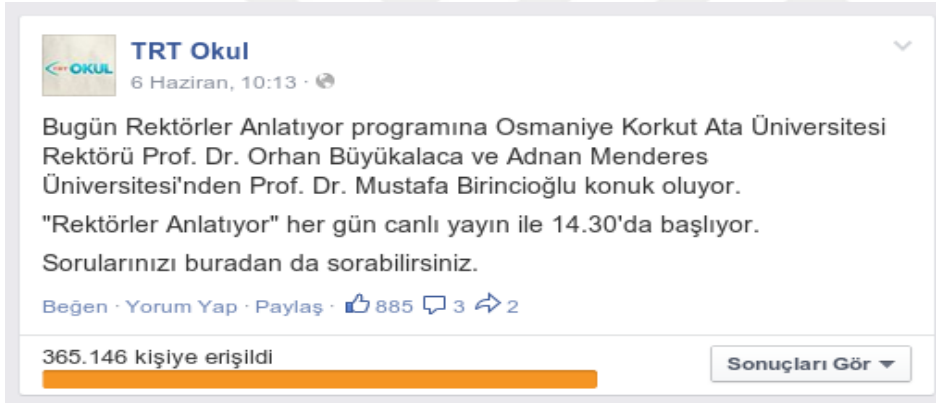 TRT OKUL
TRT Okul
6 Haziran, 10:13 ·
Bugün Rektörler Anlatıyor programına Osmaniye Korkut Ata Üniversitesi
Rektörü Prof. Dr. Orhan Büyükalaca ve Adnan Menderes
Üniversitesi'nden Prof. Dr. Mustafa Birincioğlu konuk oluyor.
"Rektörler Anlatıyor" her gün canlı yayın ile 14.30'da başlıyor.
Sorularınızı buradan da sorabilirsiniz.
Beğen · Yorum Yap · Paylaş · 885 3 2
365.146 kişiye erişildi
Sonuçları Gör